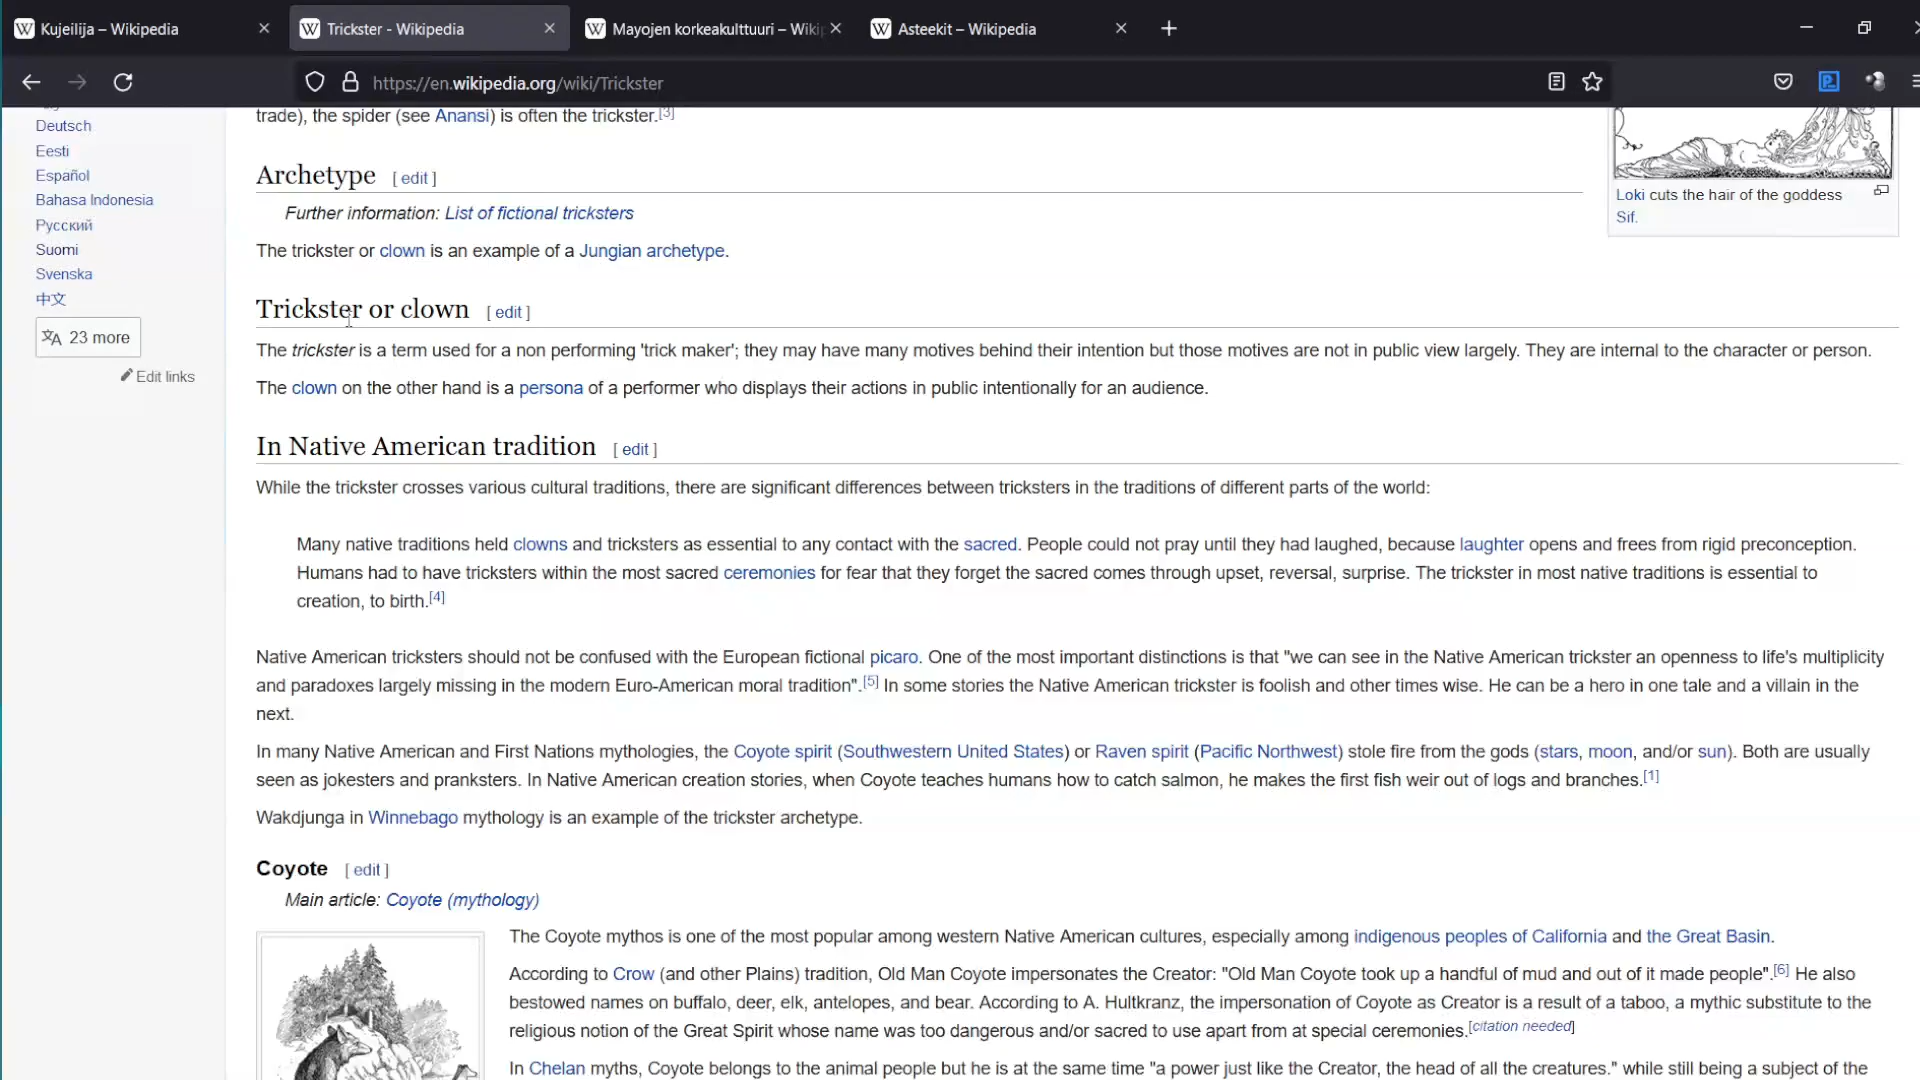 Kujeilija – Wikipedia
Trickster - Wikipedia
Mayojen korkeakulttuuri – Wiki
Asteekit – Wikipedia
https://en.wikipedia.org/wiki/Trickster
Deutsch
Eesti
Español
Bahasa Indonesia
Русский
Suomi
Svenska
中文
23 more
Edit links
trade), the spider (see Anansi) is often the trickster.[3]
Archetype [ edit ]
Further information: List of fictional tricksters
The trickster or clown is an example of a Jungian archetype.
Loki cuts the hair of the goddess
Sif.
Trickster or clown [ edit ]
The trickster is a term used for a non performing 'trick maker'; they may have many motives behind their intention but those motives are not in public view largely. They are internal to the character or person.
The clown on the other hand is a persona of a performer who displays their actions in public intentionally for an audience.
In Native American tradition [ edit ]
While the trickster crosses various cultural traditions, there are significant differences between tricksters in the traditions of different parts of the world:
Many native traditions held clowns and tricksters as essential to any contact with the sacred. People could not pray until they had laughed, because laughter opens and frees from rigid preconception.
Humans had to have tricksters within the most sacred ceremonies for fear that they forget the sacred comes through upset, reversal, surprise. The trickster in most native traditions is essential to
creation, to birth.[4]
Native American tricksters should not be confused with the European fictional picaro. One of the most important distinctions is that "we can see in the Native American trickster an openness to life's multiplicity
and paradoxes largely missing in the modern Euro-American moral tradition".[5] In some stories the Native American trickster is foolish and other times wise. He can be a hero in one tale and a villain in the
next.
In many Native American and First Nations mythologies, the Coyote spirit (Southwestern United States) or Raven spirit (Pacific Northwest) stole fire from the gods (stars, moon, and/or sun). Both are usually
seen as jokesters and pranksters. In Native American creation stories, when Coyote teaches humans how to catch salmon, he makes the first fish weir out of logs and branches.[1]
Wakdjunga in Winnebago mythology is an example of the trickster archetype.
Coyote [ edit ]
Main article: Coyote (mythology)
The Coyote mythos is one of the most popular among western Native American cultures, especially among indigenous peoples of California and the Great Basin.
According to Crow (and other Plains) tradition, Old Man Coyote impersonates the Creator: "Old Man Coyote took up a handful of mud and out of it made people".[6] He also
bestowed names on buffalo, deer, elk, antelopes, and bear. According to A. Hultkranz, the impersonation of Coyote as Creator is a result of a taboo, a mythic substitute to the
religious notion of the Great Spirit whose name was too dangerous and/or sacred to use apart from at special ceremonies.[citation needed]
In Chelan myths, Coyote belongs to the animal people but he is at the same time "a power just like the Creator, the head of all the creatures." while still being a subject of the